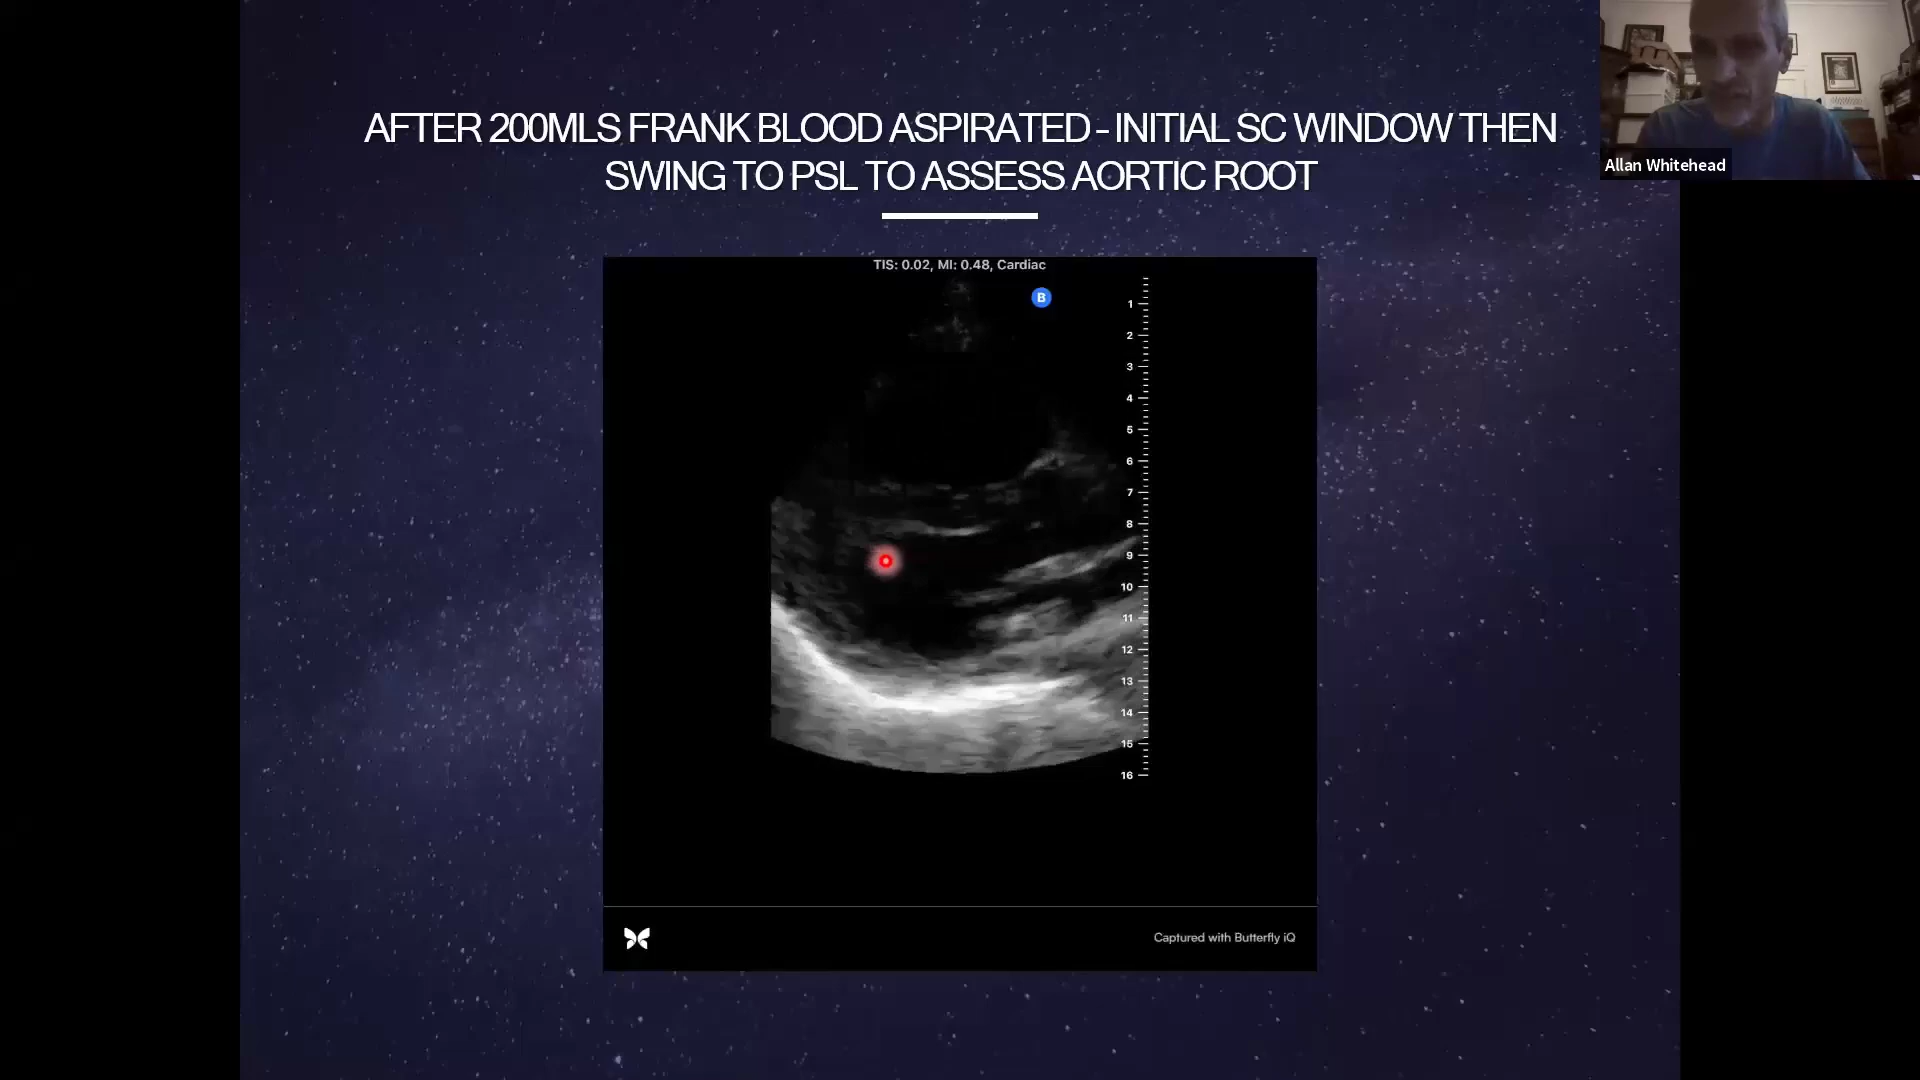 AFTER 200MLS FRANK BLOOD ASPIRATED - INITIAL SC WINDOW THEN
SWING TO PSL TO ASSESS AORTIC ROOT
Allan Whitehead
TIS: 0.02, MI: 0.48, Cardiac
B
1
2
3
4
5
6
7
8
9
10
11
12
13
14
15
16
Captured with Butterfly iQ